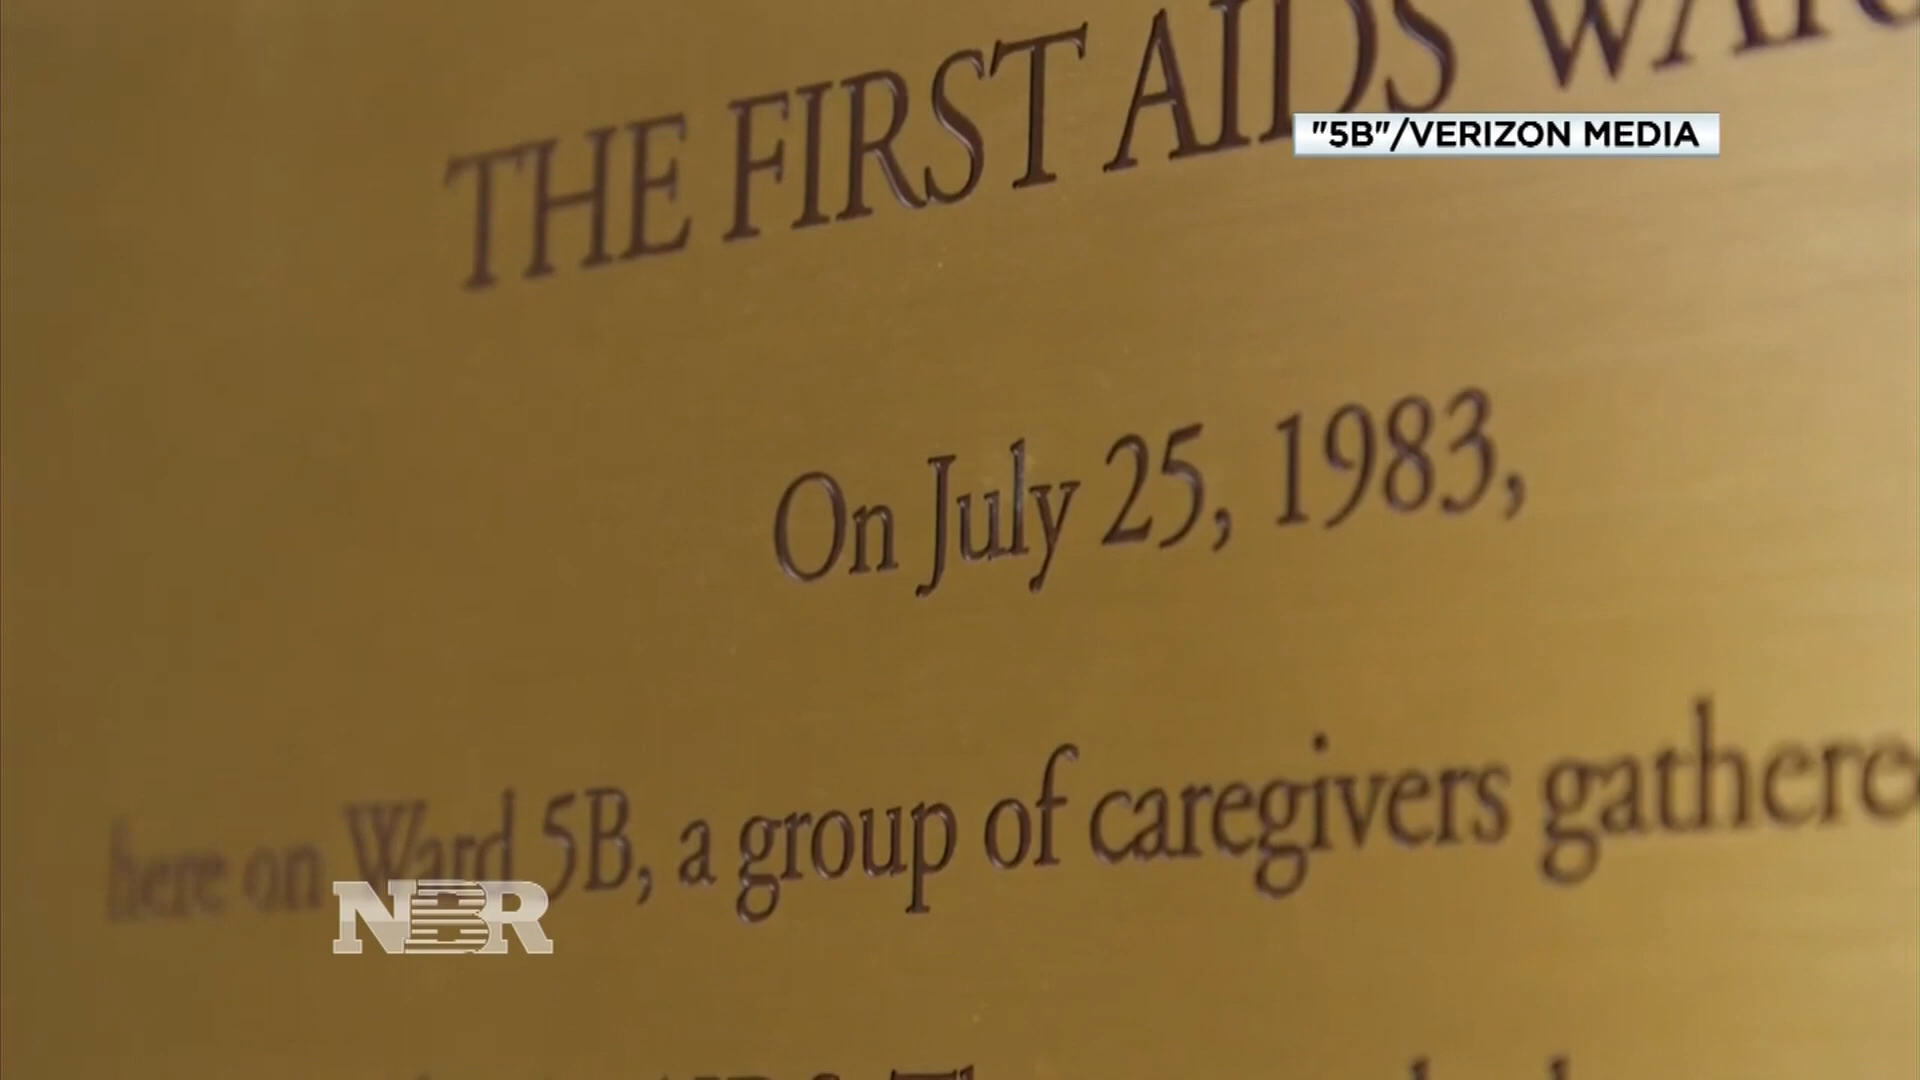 THE FIRST AIDS
"5B"/VERIZON MEDIA
On July 25, 1983,
here on Ward 5B, a group of caregivers
NBR